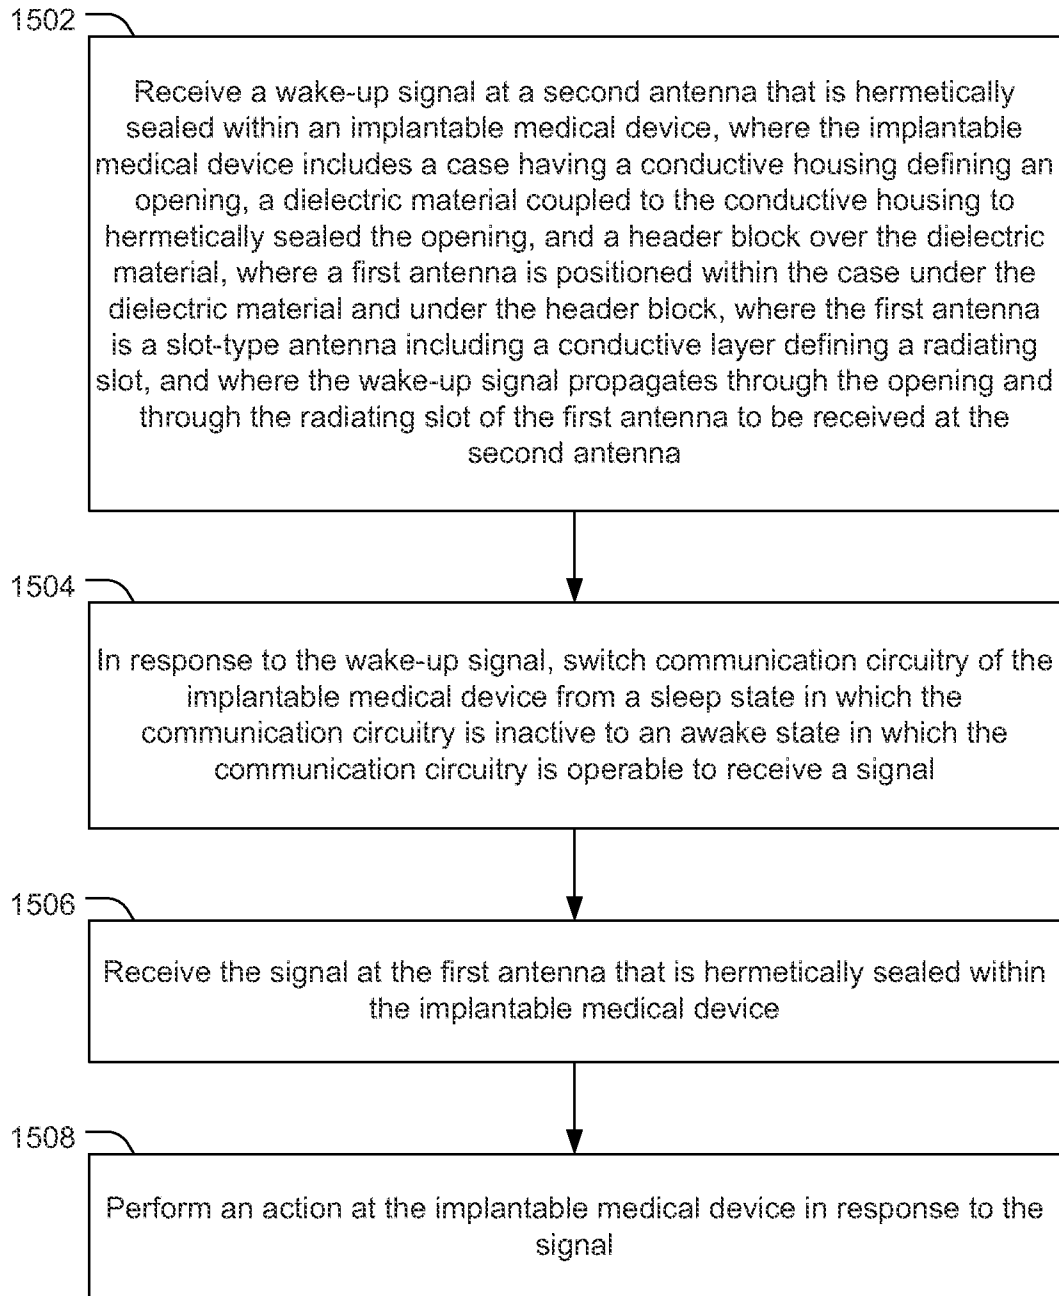 1502
Receive a wake-up signal at a second antenna that is hermetically
sealed within an implantable medical device, where the implantable
medical device includes a case having a conductive housing defining an
opening, a dielectric material coupled to the conductive housing to
hermetically sealed the opening, and a header block over the dielectric
material, where a first antenna is positioned within the case under the
dielectric material and under the header block, where the first antenna
is a slot-type antenna including a conductive layer defining a radiating
slot, and where the wake-up signal propagates through the opening and
through the radiating slot of the first antenna to be received at the
second antenna
1504
In response to the wake-up signal, switch communication circuitry of the
implantable medical device from a sleep state in which the
communication circuitry is inactive to an awake state in which the
communication circuitry is operable to receive a signal
1506
Receive the signal at the first antenna that is hermetically sealed within
the implantable medical device
1508
Perform an action at the implantable medical device in response to the
signal